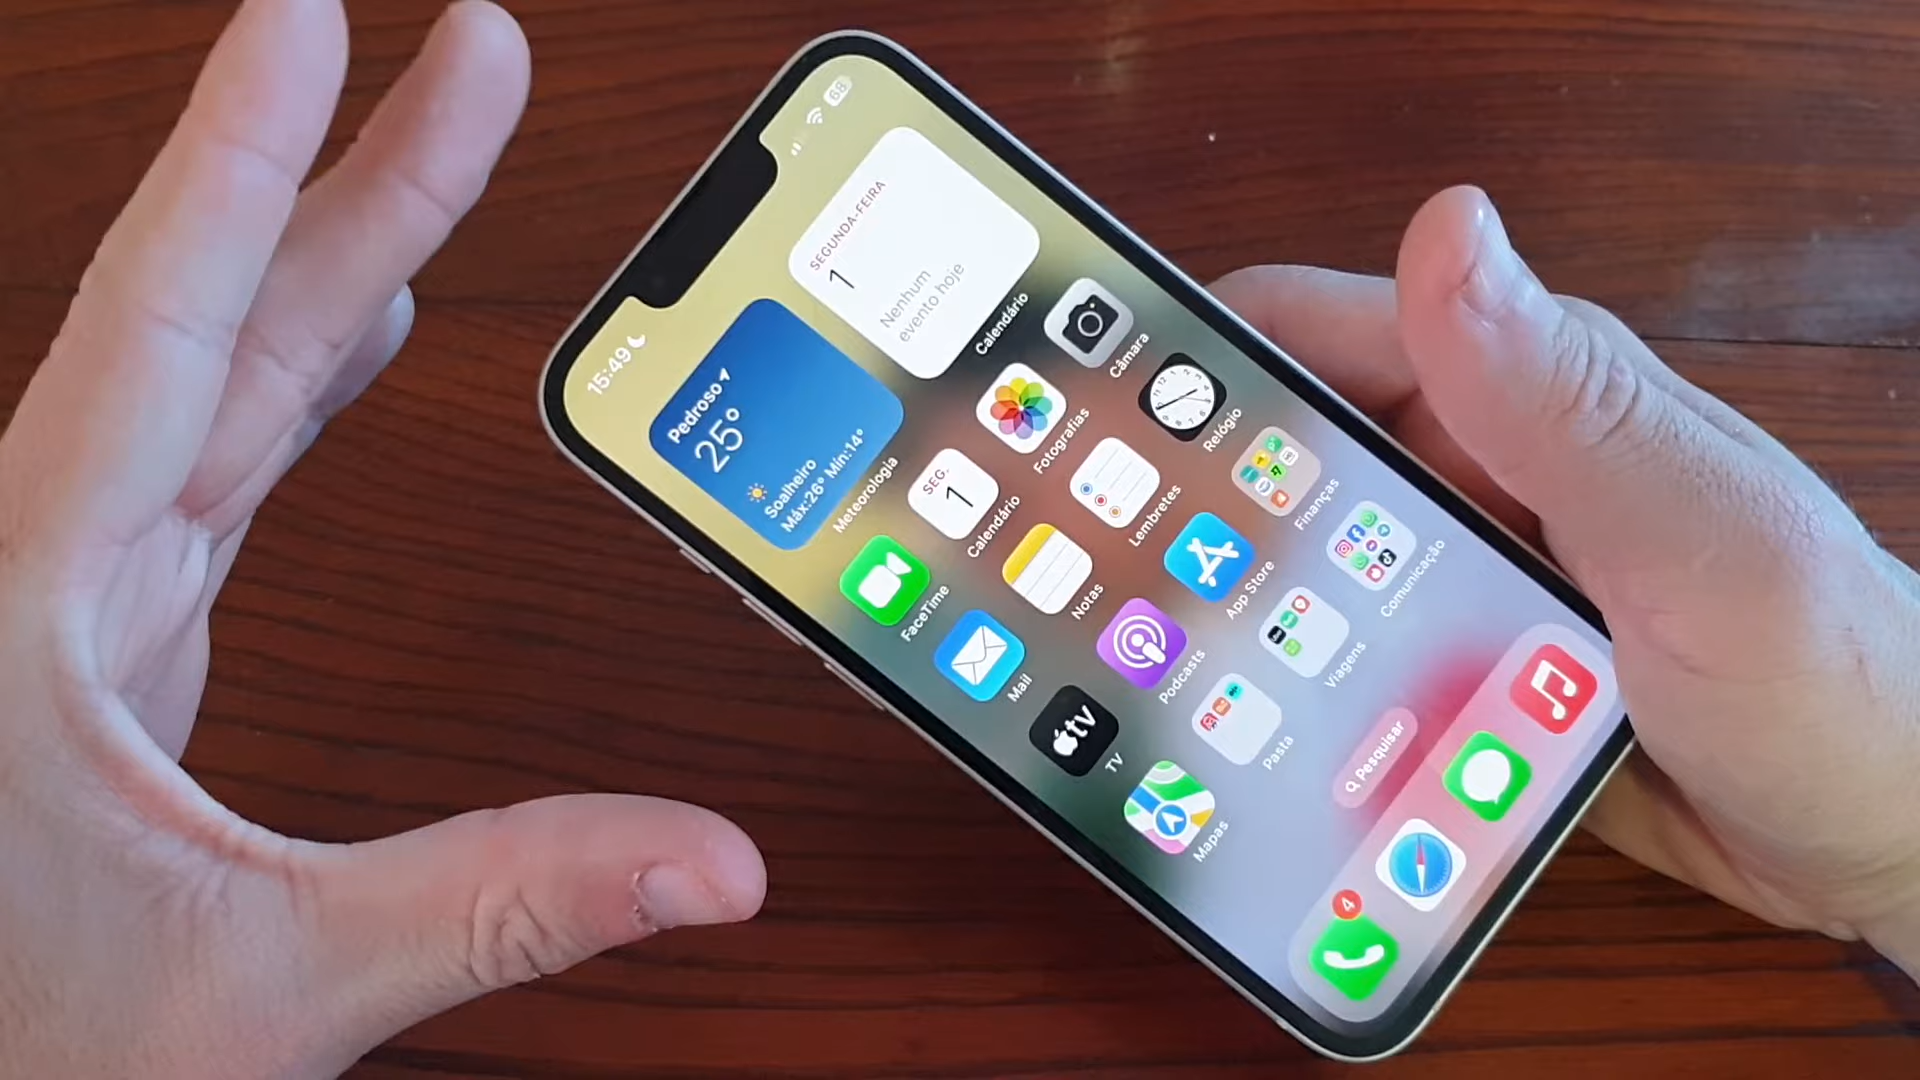 15:49
68
Pedroso
25°
Soalheiro
Máx:26° Mín:14°
Meteorologia
SEGUNDA-FEIRA
1
Nenhum
evento hoje
Calendário
FaceTime
SEG.
1
Calendário
Fotografias
Câmara
Mail
Notas
Lembretes
Relógio
tv
TV
Podcasts
App Store
Finanças
Mapas
Pasta
Viagens
Comunicação
Pesquisar
4